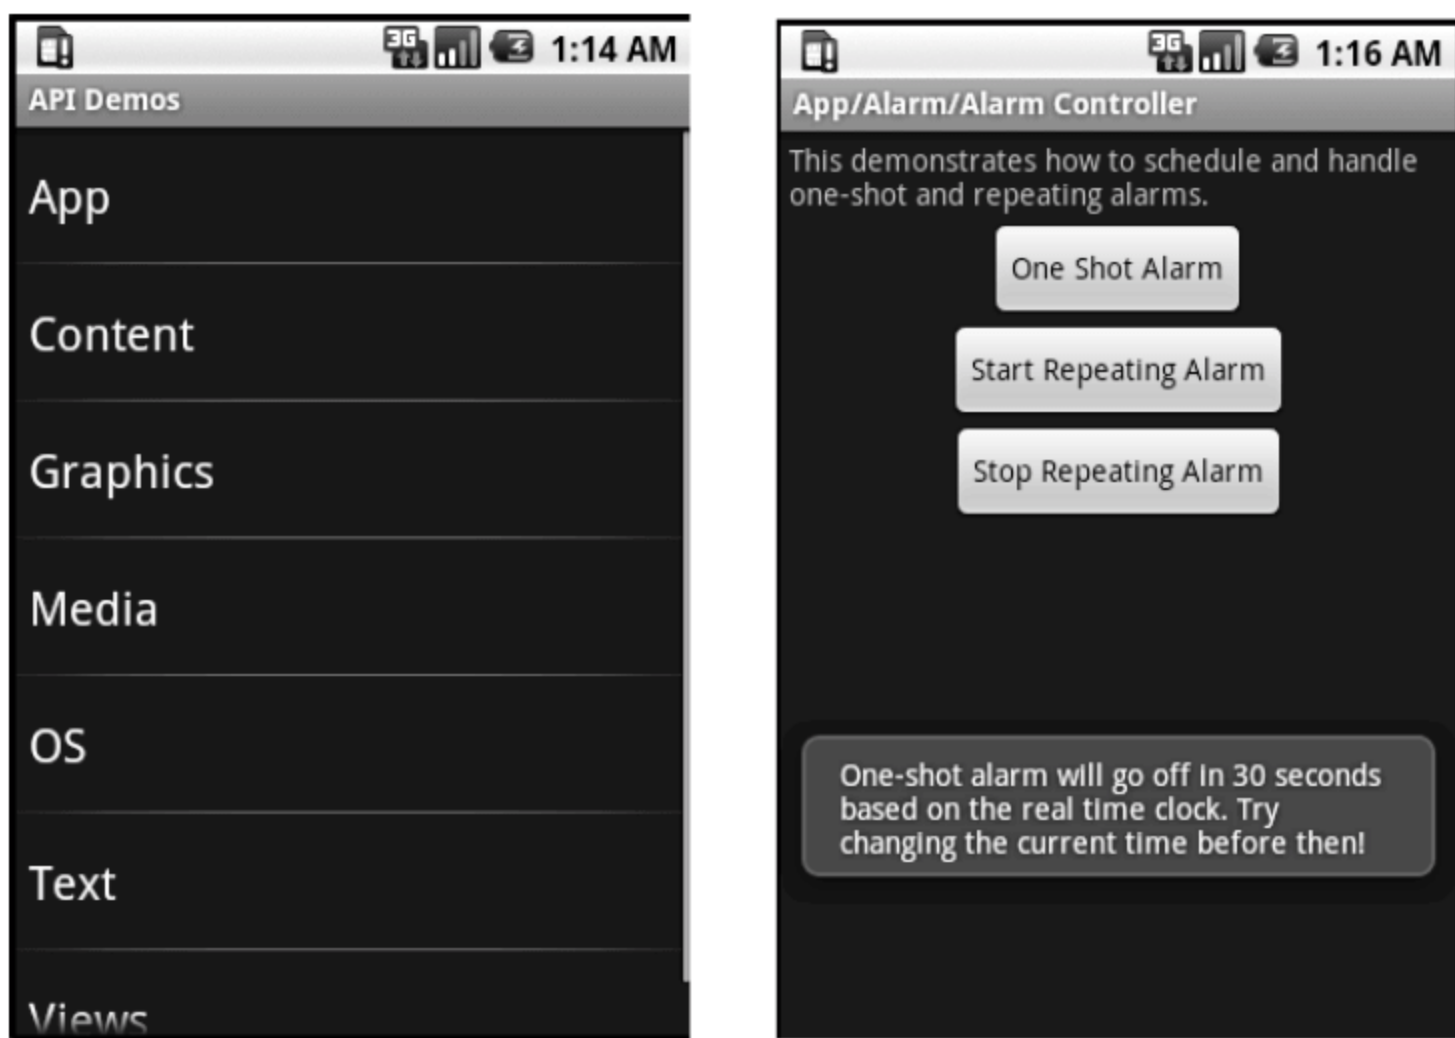 3G 1:14 AM
API Demos
App
Content
Graphics
Media
OS
Text
Views
3G 1:16 AM
App/Alarm/Alarm Controller
This demonstrates how to schedule and handle
one-shot and repeating alarms.
One Shot Alarm
Start Repeating Alarm
Stop Repeating Alarm
One-shot alarm will go off in 30 seconds
based on the real time clock. Try
changing the current time before then!